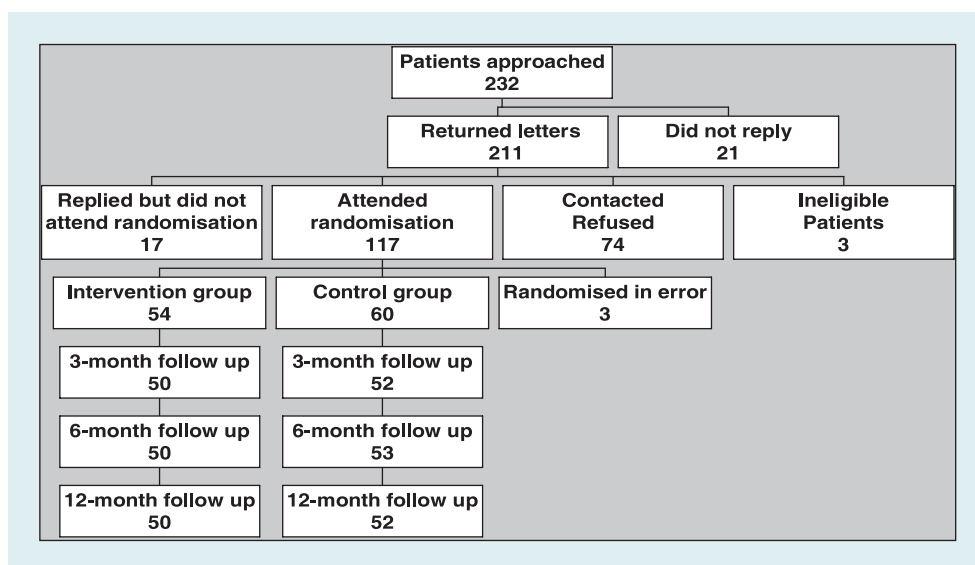 Patients approached
232
Returned letters
211
Did not reply
21
Replied but did not
attend randomisation
17
Attended
randomisation
117
Contacted
Refused
74
Ineligible
Patients
3
Intervention group
54
Control group
60
Randomised in error
3
3-month follow up
50
3-month follow up
52
6-month follow up
50
6-month follow up
53
12-month follow up
50
12-month follow up
52